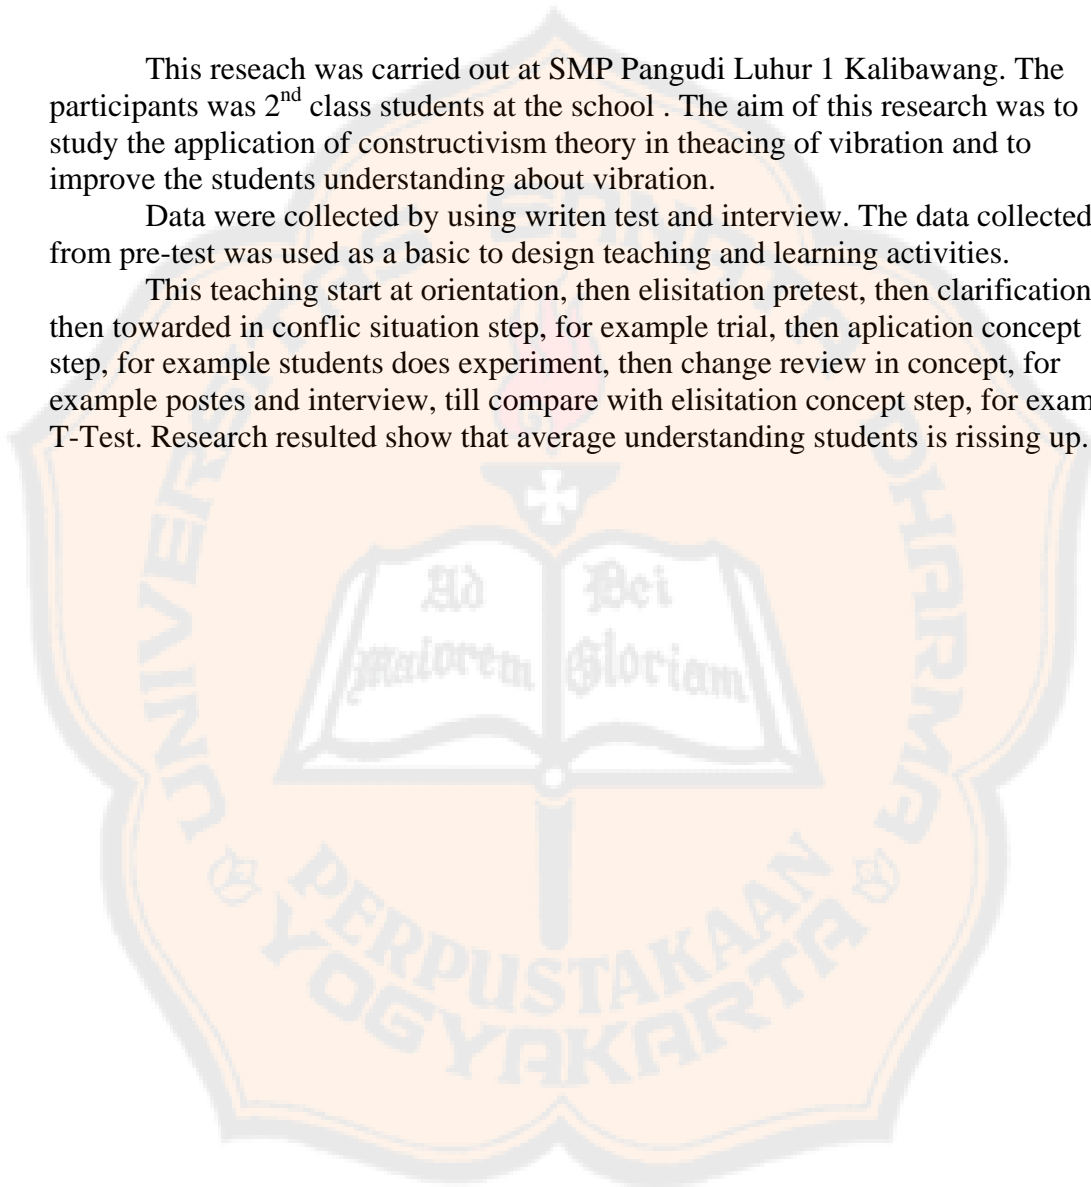 This reseach was carried out at SMP Pangudi Luhur 1 Kalibawang. The
participants was 2nd class students at the school . The aim of this research was to
study the application of constructivism theory in theacing of vibration and to
improve the students understanding about vibration.
Data were collected by using writen test and interview. The data collected
from pre-test was used as a basic to design teaching and learning activities.
This teaching start at orientation, then elisitation pretest, then clarification
then towarded in conflic situation step, for example trial, then aplication concept
step, for example students does experiment, then change review in concept, for
example postes and interview, till compare with elisitation concept step, for exam
T-Test. Research resulted show that average understanding students is rissing up.
UNIVERSITAS SANATA DHARMA
Ad Dei
Maiorem Gloriam
PERPUSTAKAAN
YOGYAKARTA